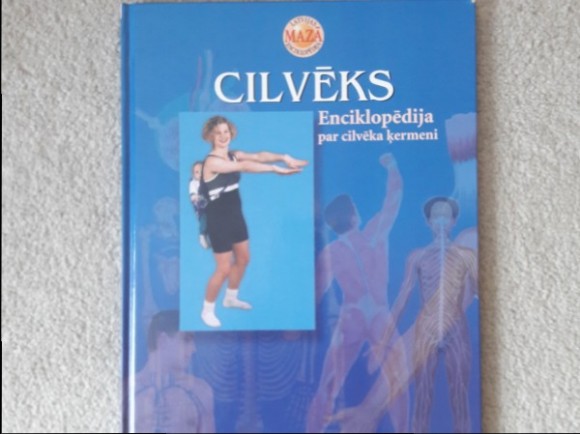 MAZĀ
CILVĒKS
Enciklopēdija
par cilvēka ķermeni